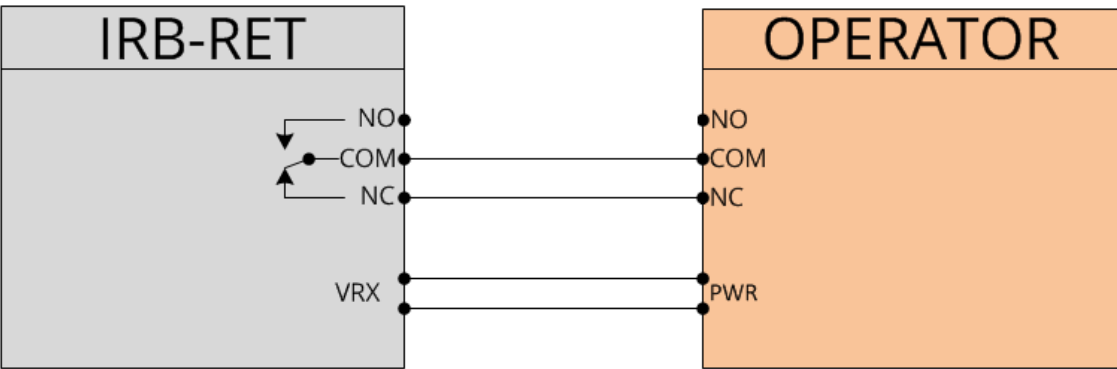 IRB-RET
OPERATOR
NO
COM
NC
VRX
NO
COM
NC
PWR